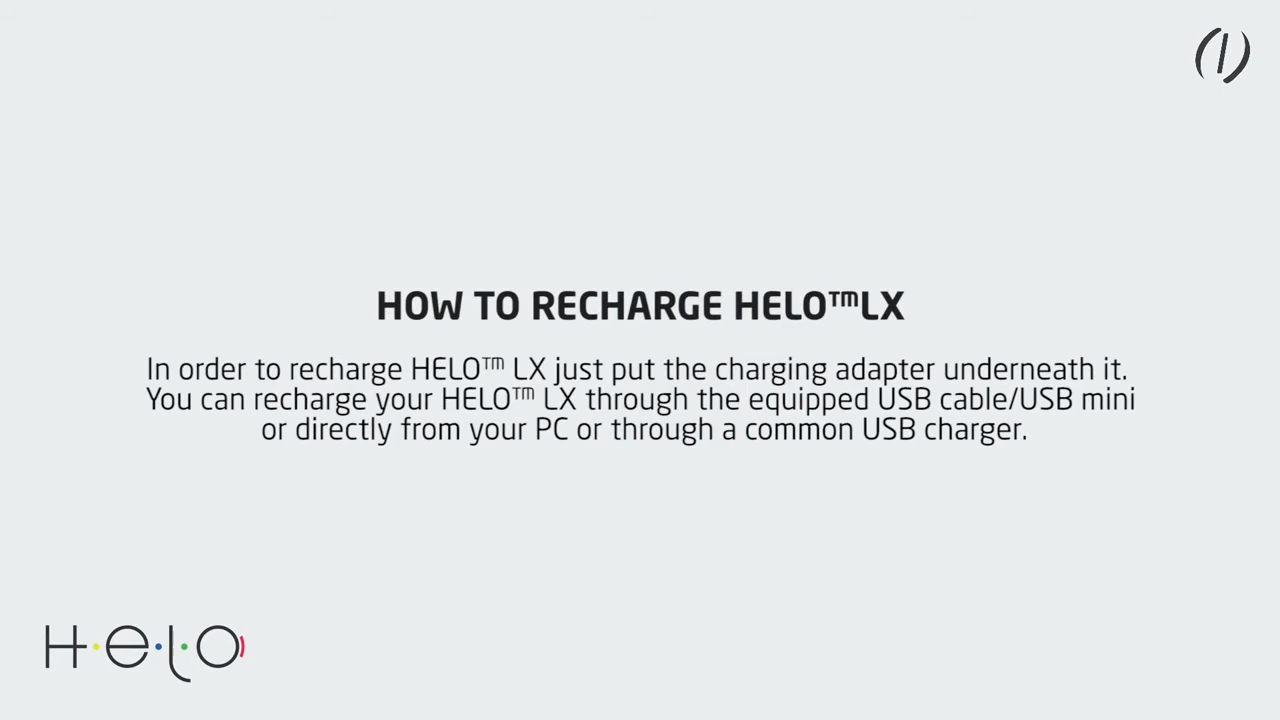 HOW TO RECHARGE HELO™LX
In order to recharge HELO™ LX just put the charging adapter underneath it.
You can recharge your HELO™ LX through the equipped USB cable/USB mini
or directly from your PC or through a common USB charger.
Helo